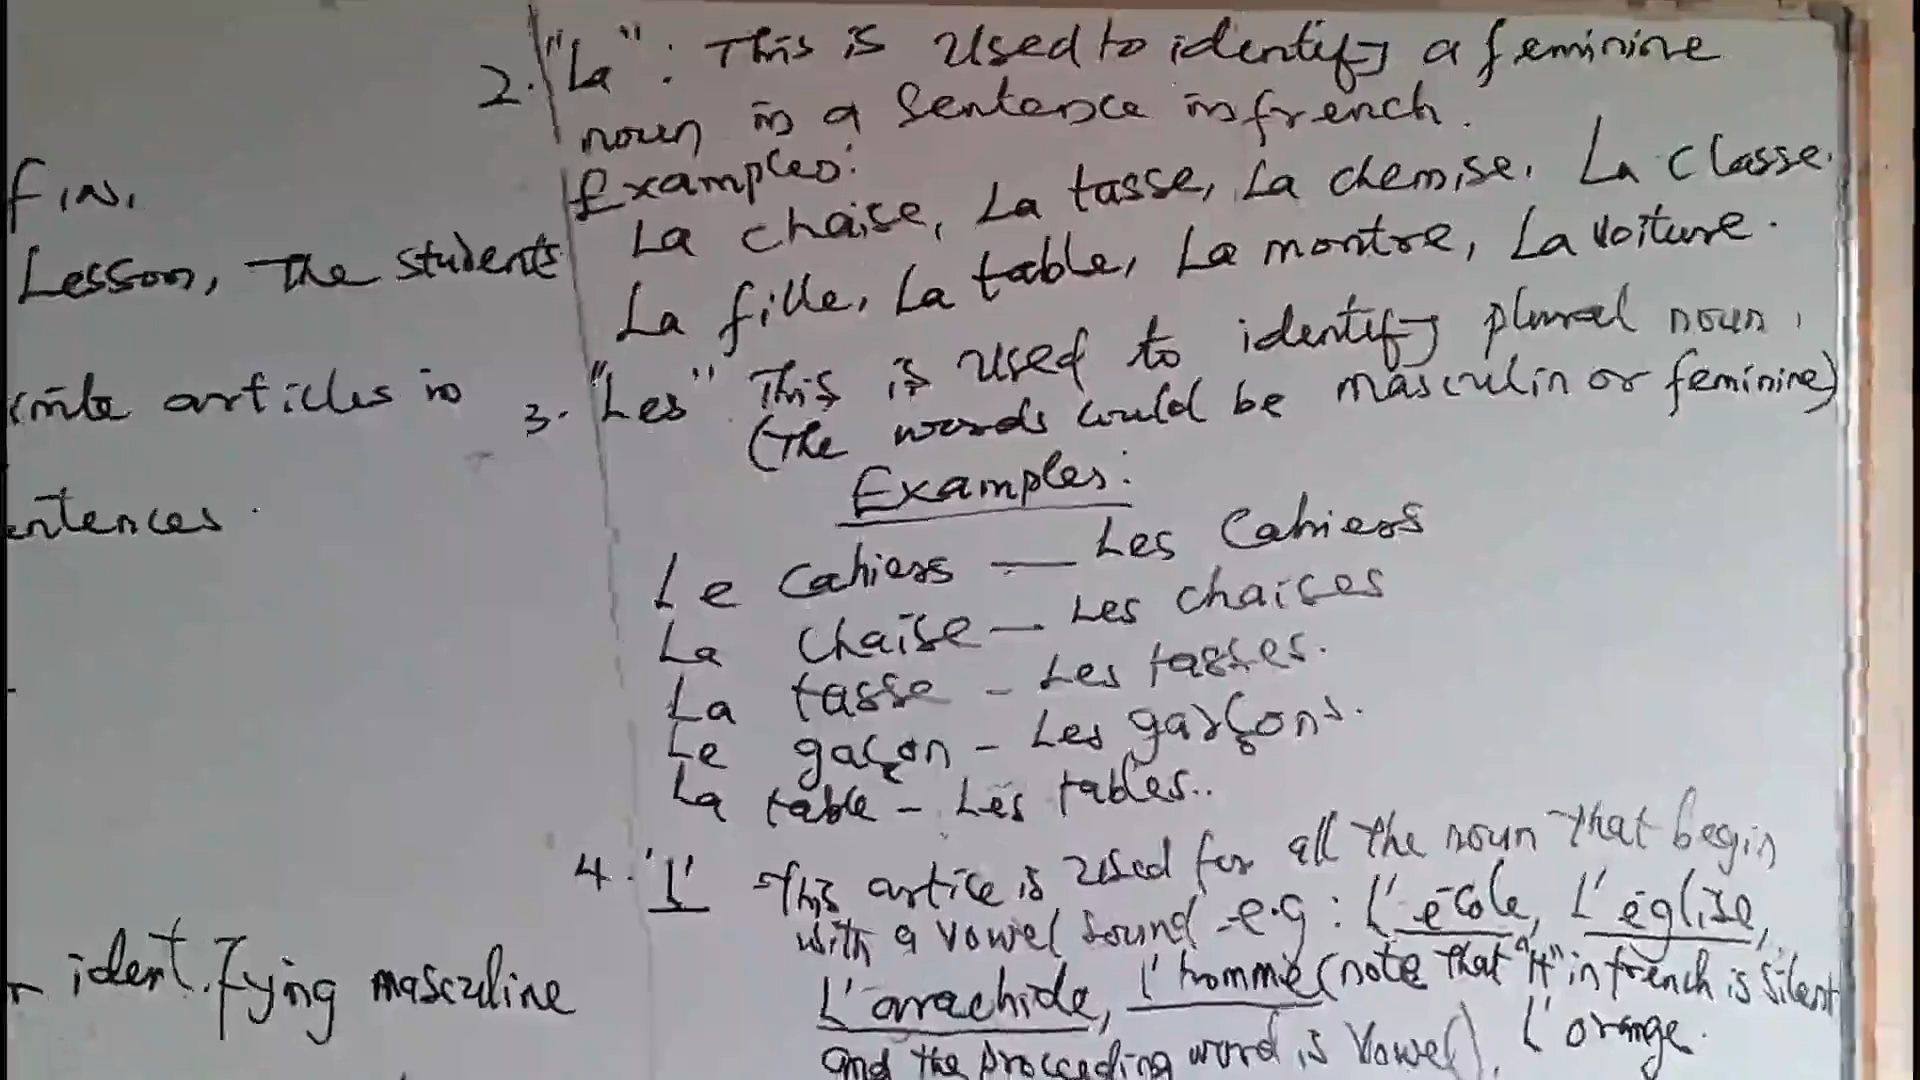 FIN.
Lesson, The students
articles in
entences.
identifying masculine
2. "La": This is used to identify a feminine
noun in a sentence in french.
Examples:
La chaise, La tasse, La chemise. La classe.
La fille, La table, La montre, La voiture.
3. "Les" This is used to identify plural noun,
(The words could be masculin or feminine)
Examples:
Le Cahiers — Les Cahiers
La Chaise — Les chaises
La tasse - Les tasses.
Le gaçon - Les garçons.
La table - Les tables..
4. 'L' This artice is used for all the noun that begin
with a vowel sound e.g: L'école, L'église,
L'arachide, L'homme (note that "H" in french is silent
and the proceeding word is vowel). L'orange.